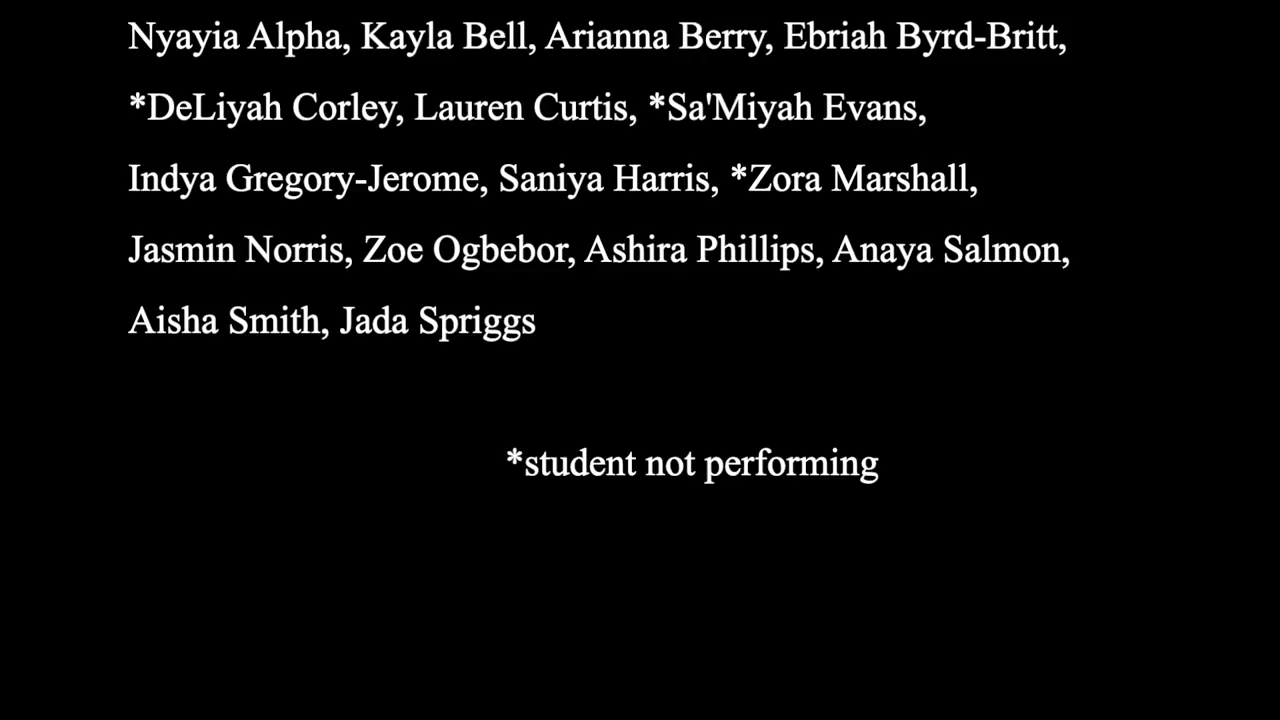 Nyayia Alpha, Kayla Bell, Arianna Berry, Ebriah Byrd-Britt,
*DeLiyah Corley, Lauren Curtis, *Sa'Miyah Evans,
Indya Gregory-Jerome, Saniya Harris, *Zora Marshall,
Jasmin Norris, Zoe Ogbebor, Ashira Phillips, Anaya Salmon,
Aisha Smith, Jada Spriggs
*student not performing